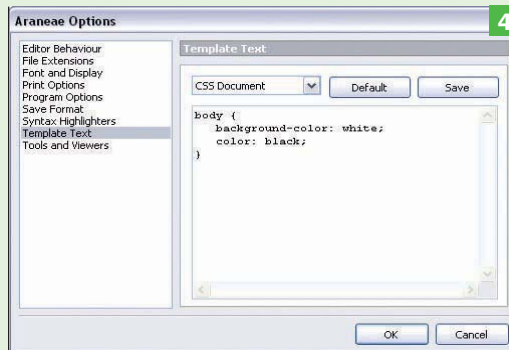 Araneae Options
4
Editor Behaviour
File Extensions
Font and Display
Print Options
Program Options
Save Format
Syntax Highlighters
Template Text
Tools and Viewers
Template Text
CSS Document
Default
Save
body {
   background-color: white;
   color: black;
}
OK
Cancel